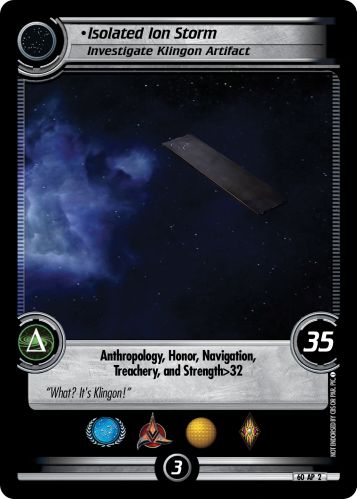 •Isolated Ion Storm
Investigate Klingon Artifact
Δ
35
Anthropology, Honor, Navigation,
Treachery, and Strength>32
"What? It's Klingon!"
NOT ENDORSED BY CBS OR PAR. PIC.
3
60 AP 2